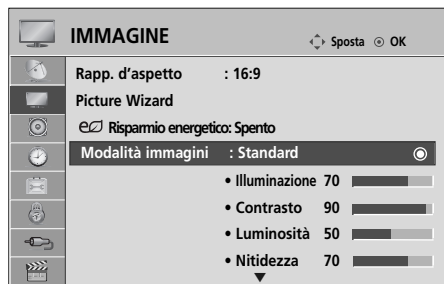 IMMAGINE Sposta OK
Rapp. d'aspetto : 16:9
Picture Wizard
Risparmio energetico: Spento
Modalità immagini : Standard
• Illuminazione 70
• Contrasto 90
• Luminosità 50
• Nitidezza 70